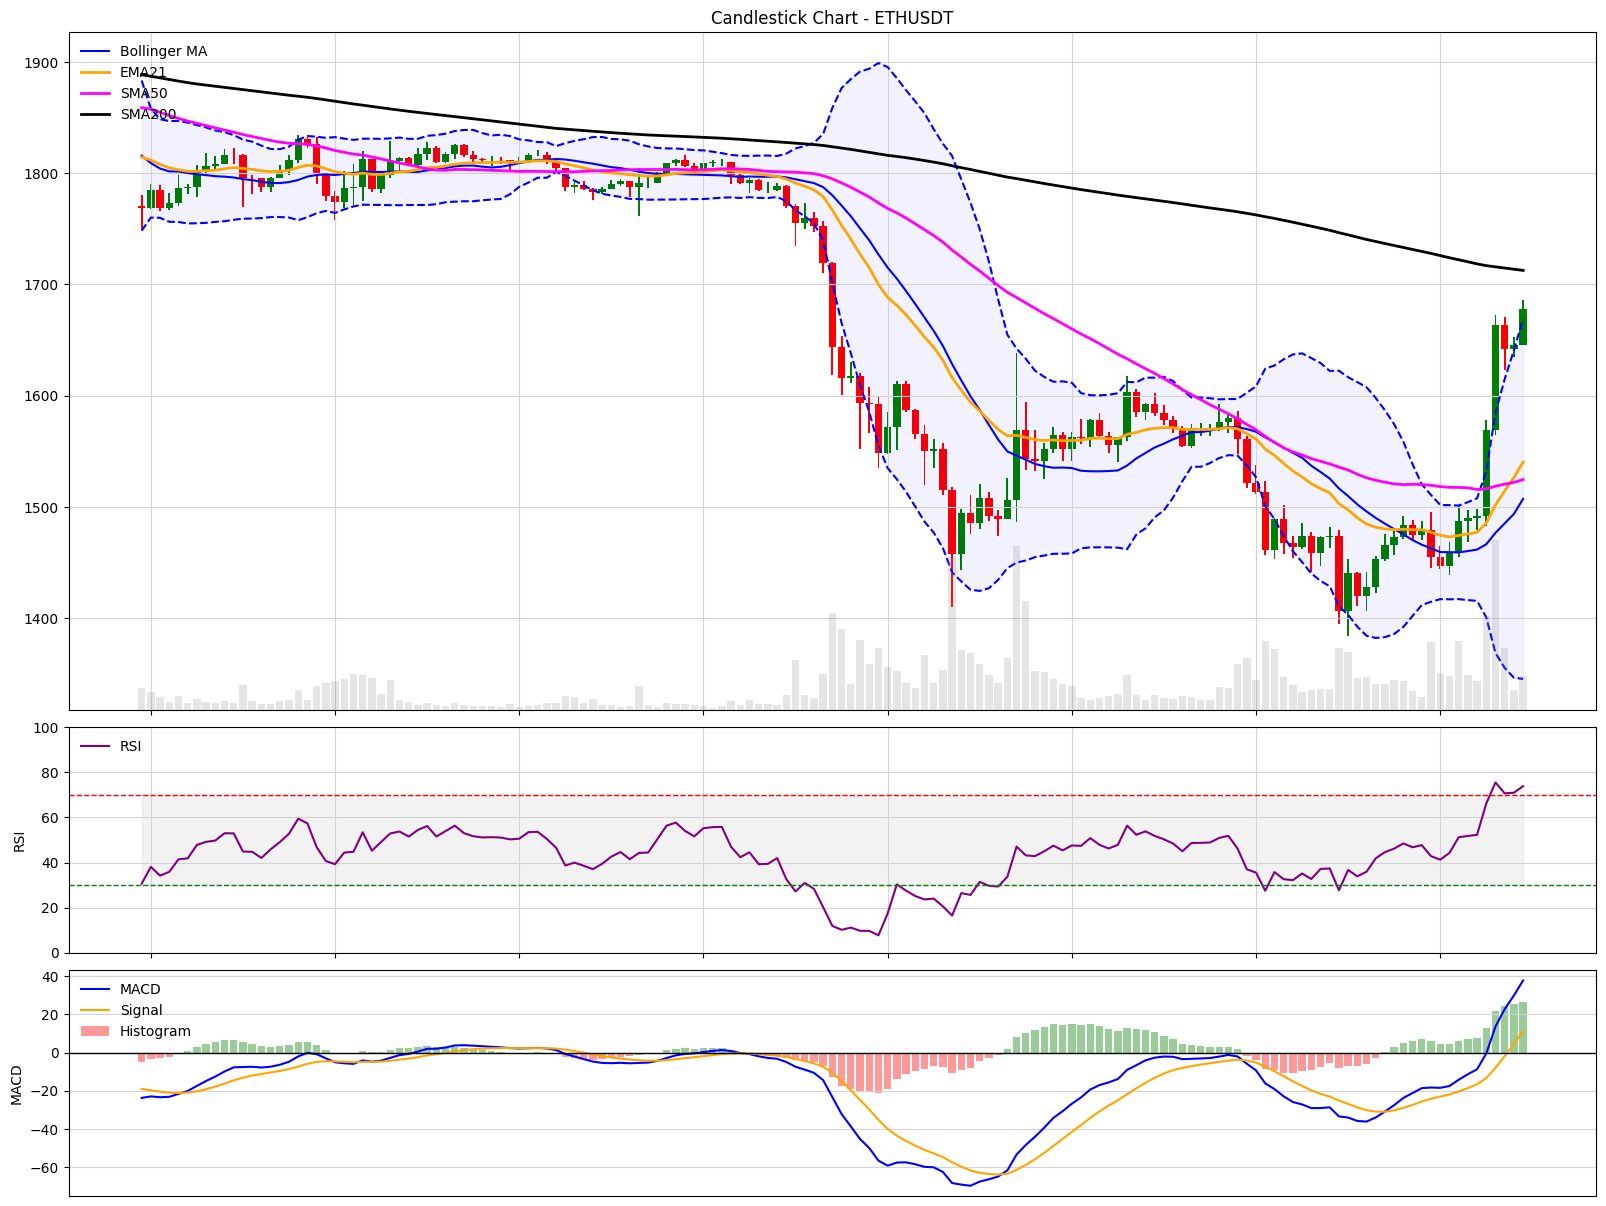 Candlestick Chart - ETHUSDT
Bollinger MA
EMA21
SMA50
SMA200
1900
1800
1700
1600
1500
1400
RSI
100
80
60
40
20
0
RSI
MACD
Signal
Histogram
40
20
0
−20
−40
−60
MACD